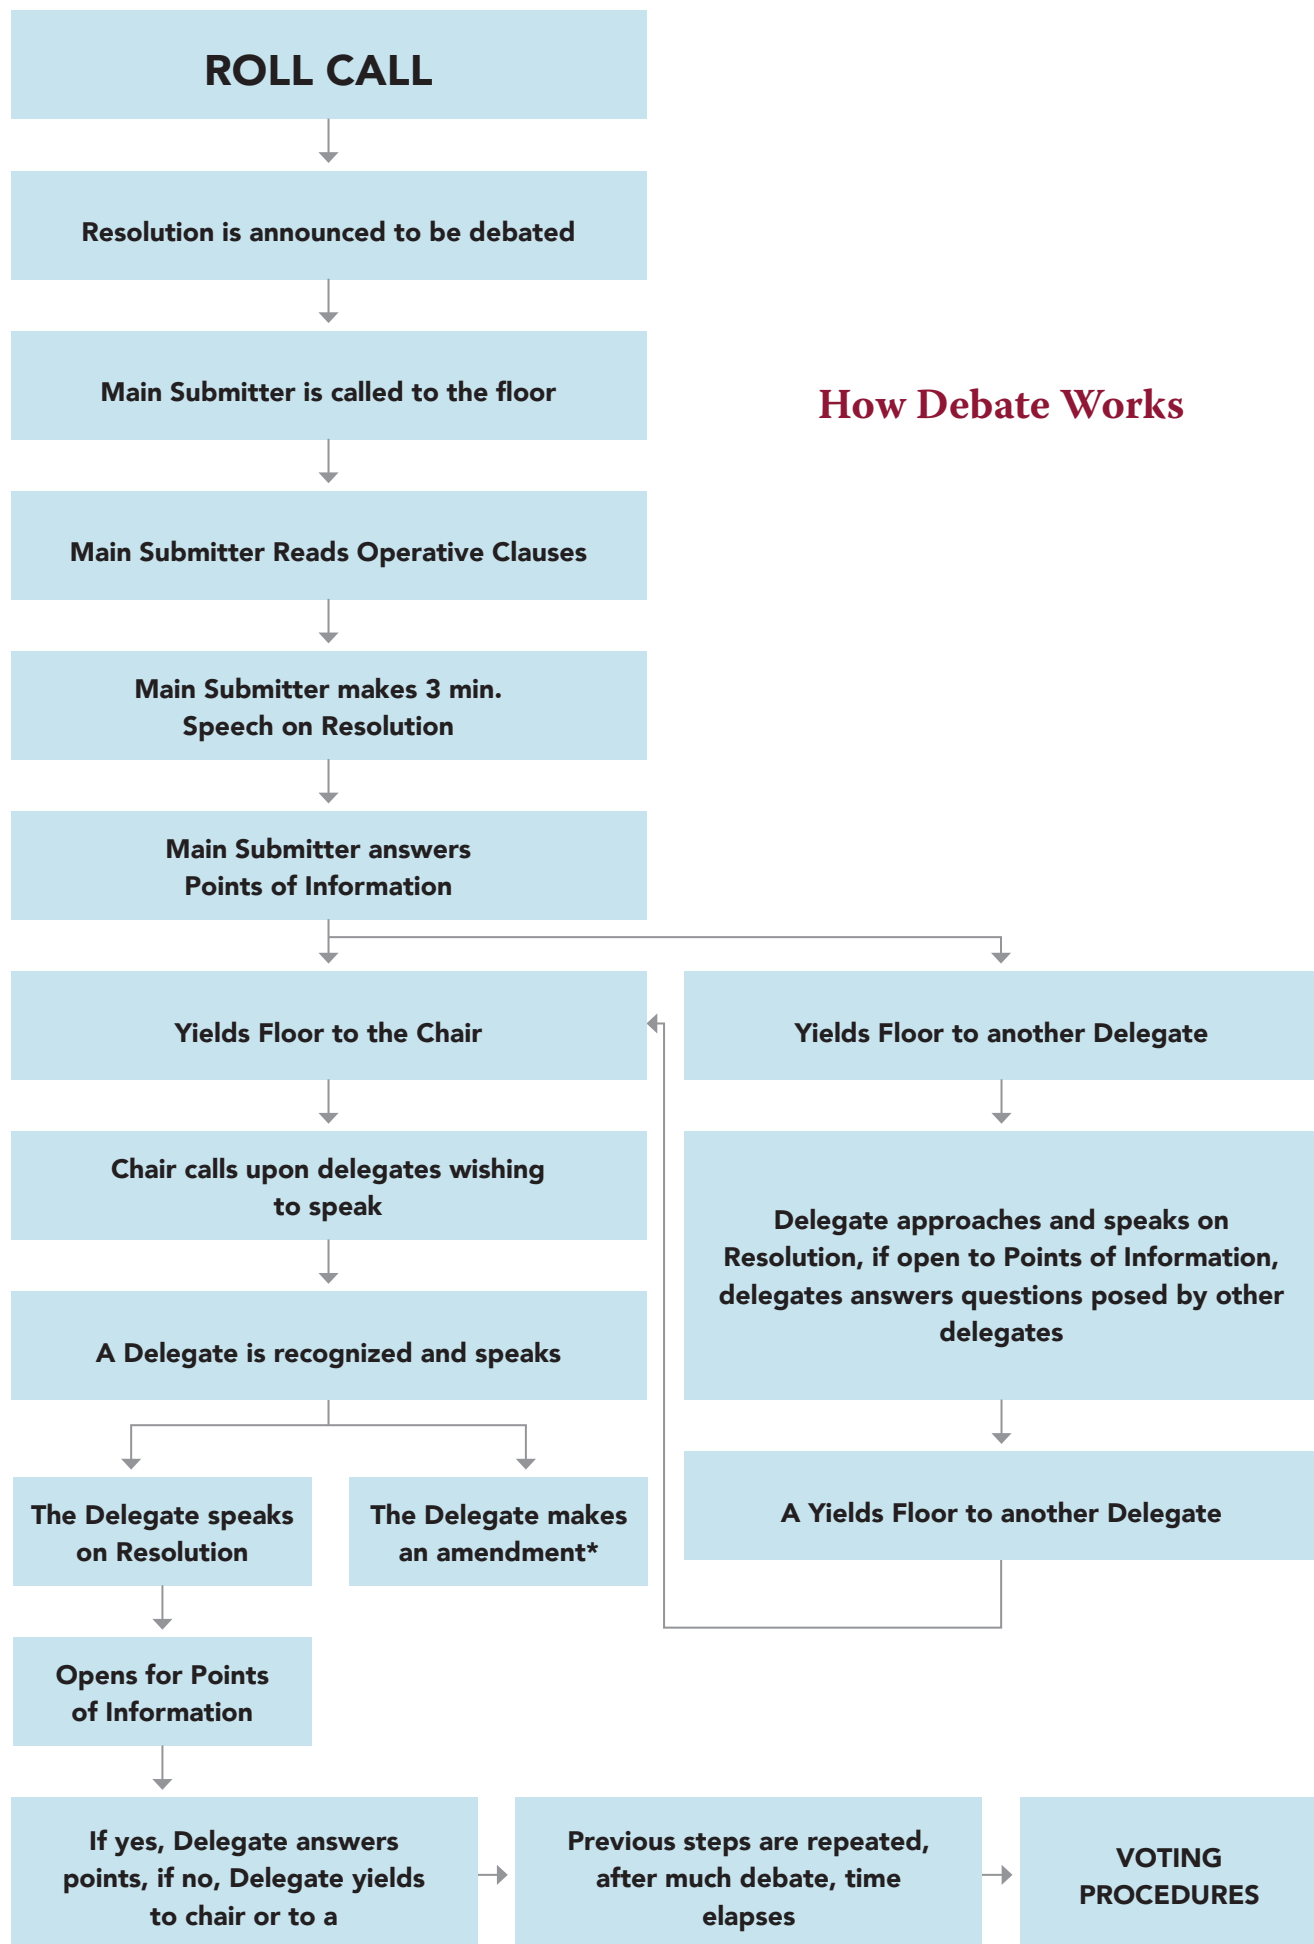 ROLL CALL
Resolution is announced to be debated
Main Submitter is called to the floor
How Debate Works
Main Submitter Reads Operative Clauses
Main Submitter makes 3 min.
Speech on Resolution
Main Submitter answers
Points of Information
Yields Floor to the Chair
Yields Floor to another Delegate
Chair calls upon delegates wishing
to speak
Delegate approaches and speaks on
Resolution, if open to Points of Information,
delegates answers questions posed by other
delegates
A Delegate is recognized and speaks
The Delegate speaks
on Resolution
The Delegate makes
an amendment*
A Yields Floor to another Delegate
Opens for Points
of Information
If yes, Delegate answers
points, if no, Delegate yields
to chair or to a
Previous steps are repeated,
after much debate, time
elapses
VOTING
PROCEDURES